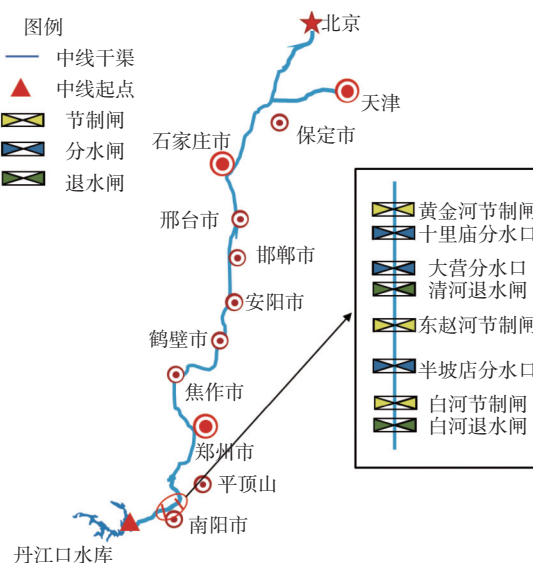 图例
中线干渠
中线起点
节制闸
分水闸
退水闸
北京
天津
保定市
石家庄市
邢台市
邯郸市
安阳市
鹤壁市
焦作市
郑州市
平顶山
南阳市
丹江口水库
黄金河节制闸
十里庙分水口
大营分水口
清河退水闸
东赵河节制闸
半坡店分水口
白河节制闸
白河退水闸